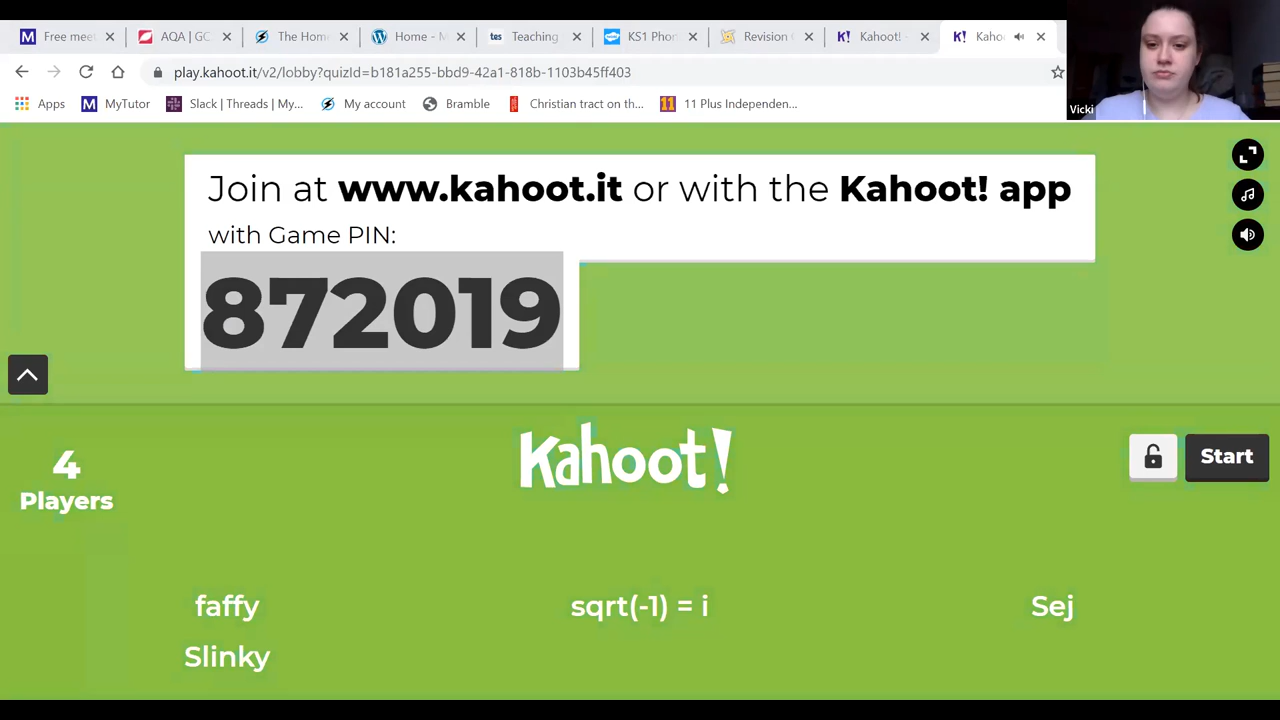 Free meet
AQA | GC
The Home
Home - M
tes Teaching
KS1 Phon
Revision
Kahoot! -
Kahoo
play.kahoot.it/v2/lobby?quizId=b181a255-bbd9-42a1-818b-1103b45ff403
Apps
MyTutor
Slack | Threads | My...
My account
Bramble
Christian tract on th...
11 Plus Independen...
Vicki
Join at www.kahoot.it or with the Kahoot! app
with Game PIN:
872019
4
Players
Kahoot!
Start
faffy
sqrt(-1) = i
Sej
Slinky